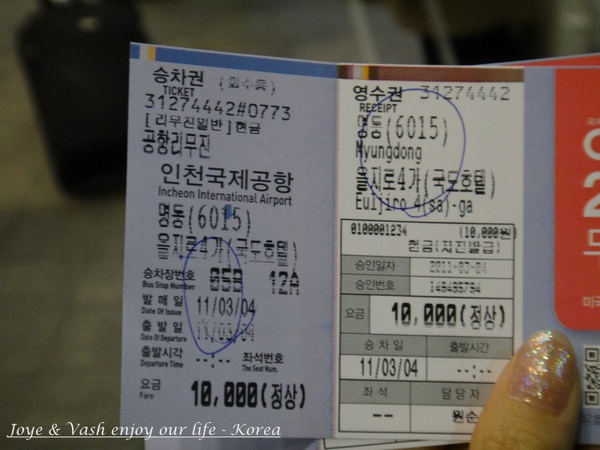 승차권 (회수용)
TICKET
31274442#0773
[리무진일반]현금
공항리무진
인천국제공항
Incheon International Airport
명동(6015)
을지로4가(국도호텔)
승차장번호 05B 12A
Bus Stop Number
발 매 일 11/03/04
Date Of Issue
출 발 일 11/03/04
Date Of Departure
출발시각 --:-- 좌석번호
Departure Time The Seat Num.
요금 10,000(정상)
Fare
영수권 31274442
RECEIPT
명동(6015)
Myungdong
을지로4가(국도호텔)
Euljiro 4(sa)-ga
0100001234 (10,000원)
현금(자진발급)
승인일자 2011-03-04
승인번호
요금 10,000(정상)
승 차 일 출발시간
11/03/04 --:--
좌 석 담 당 자
-- 원순
Joye & Vash enjoy our life - Korea